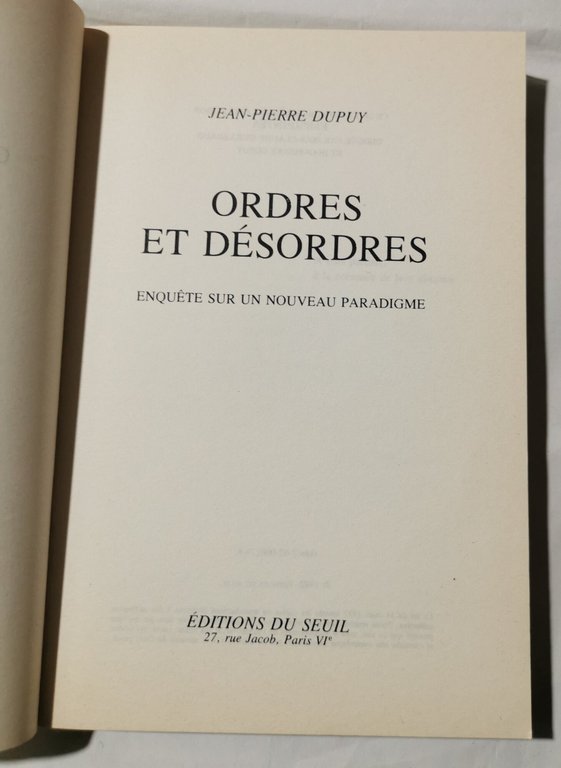 JEAN-PIERRE DUPUY
ORDRES
ET DÉSORDRES
ENQUÊTE SUR UN NOUVEAU PARADIGME
ÉDITIONS DU SEUIL
27, rue Jacob, Paris VIe